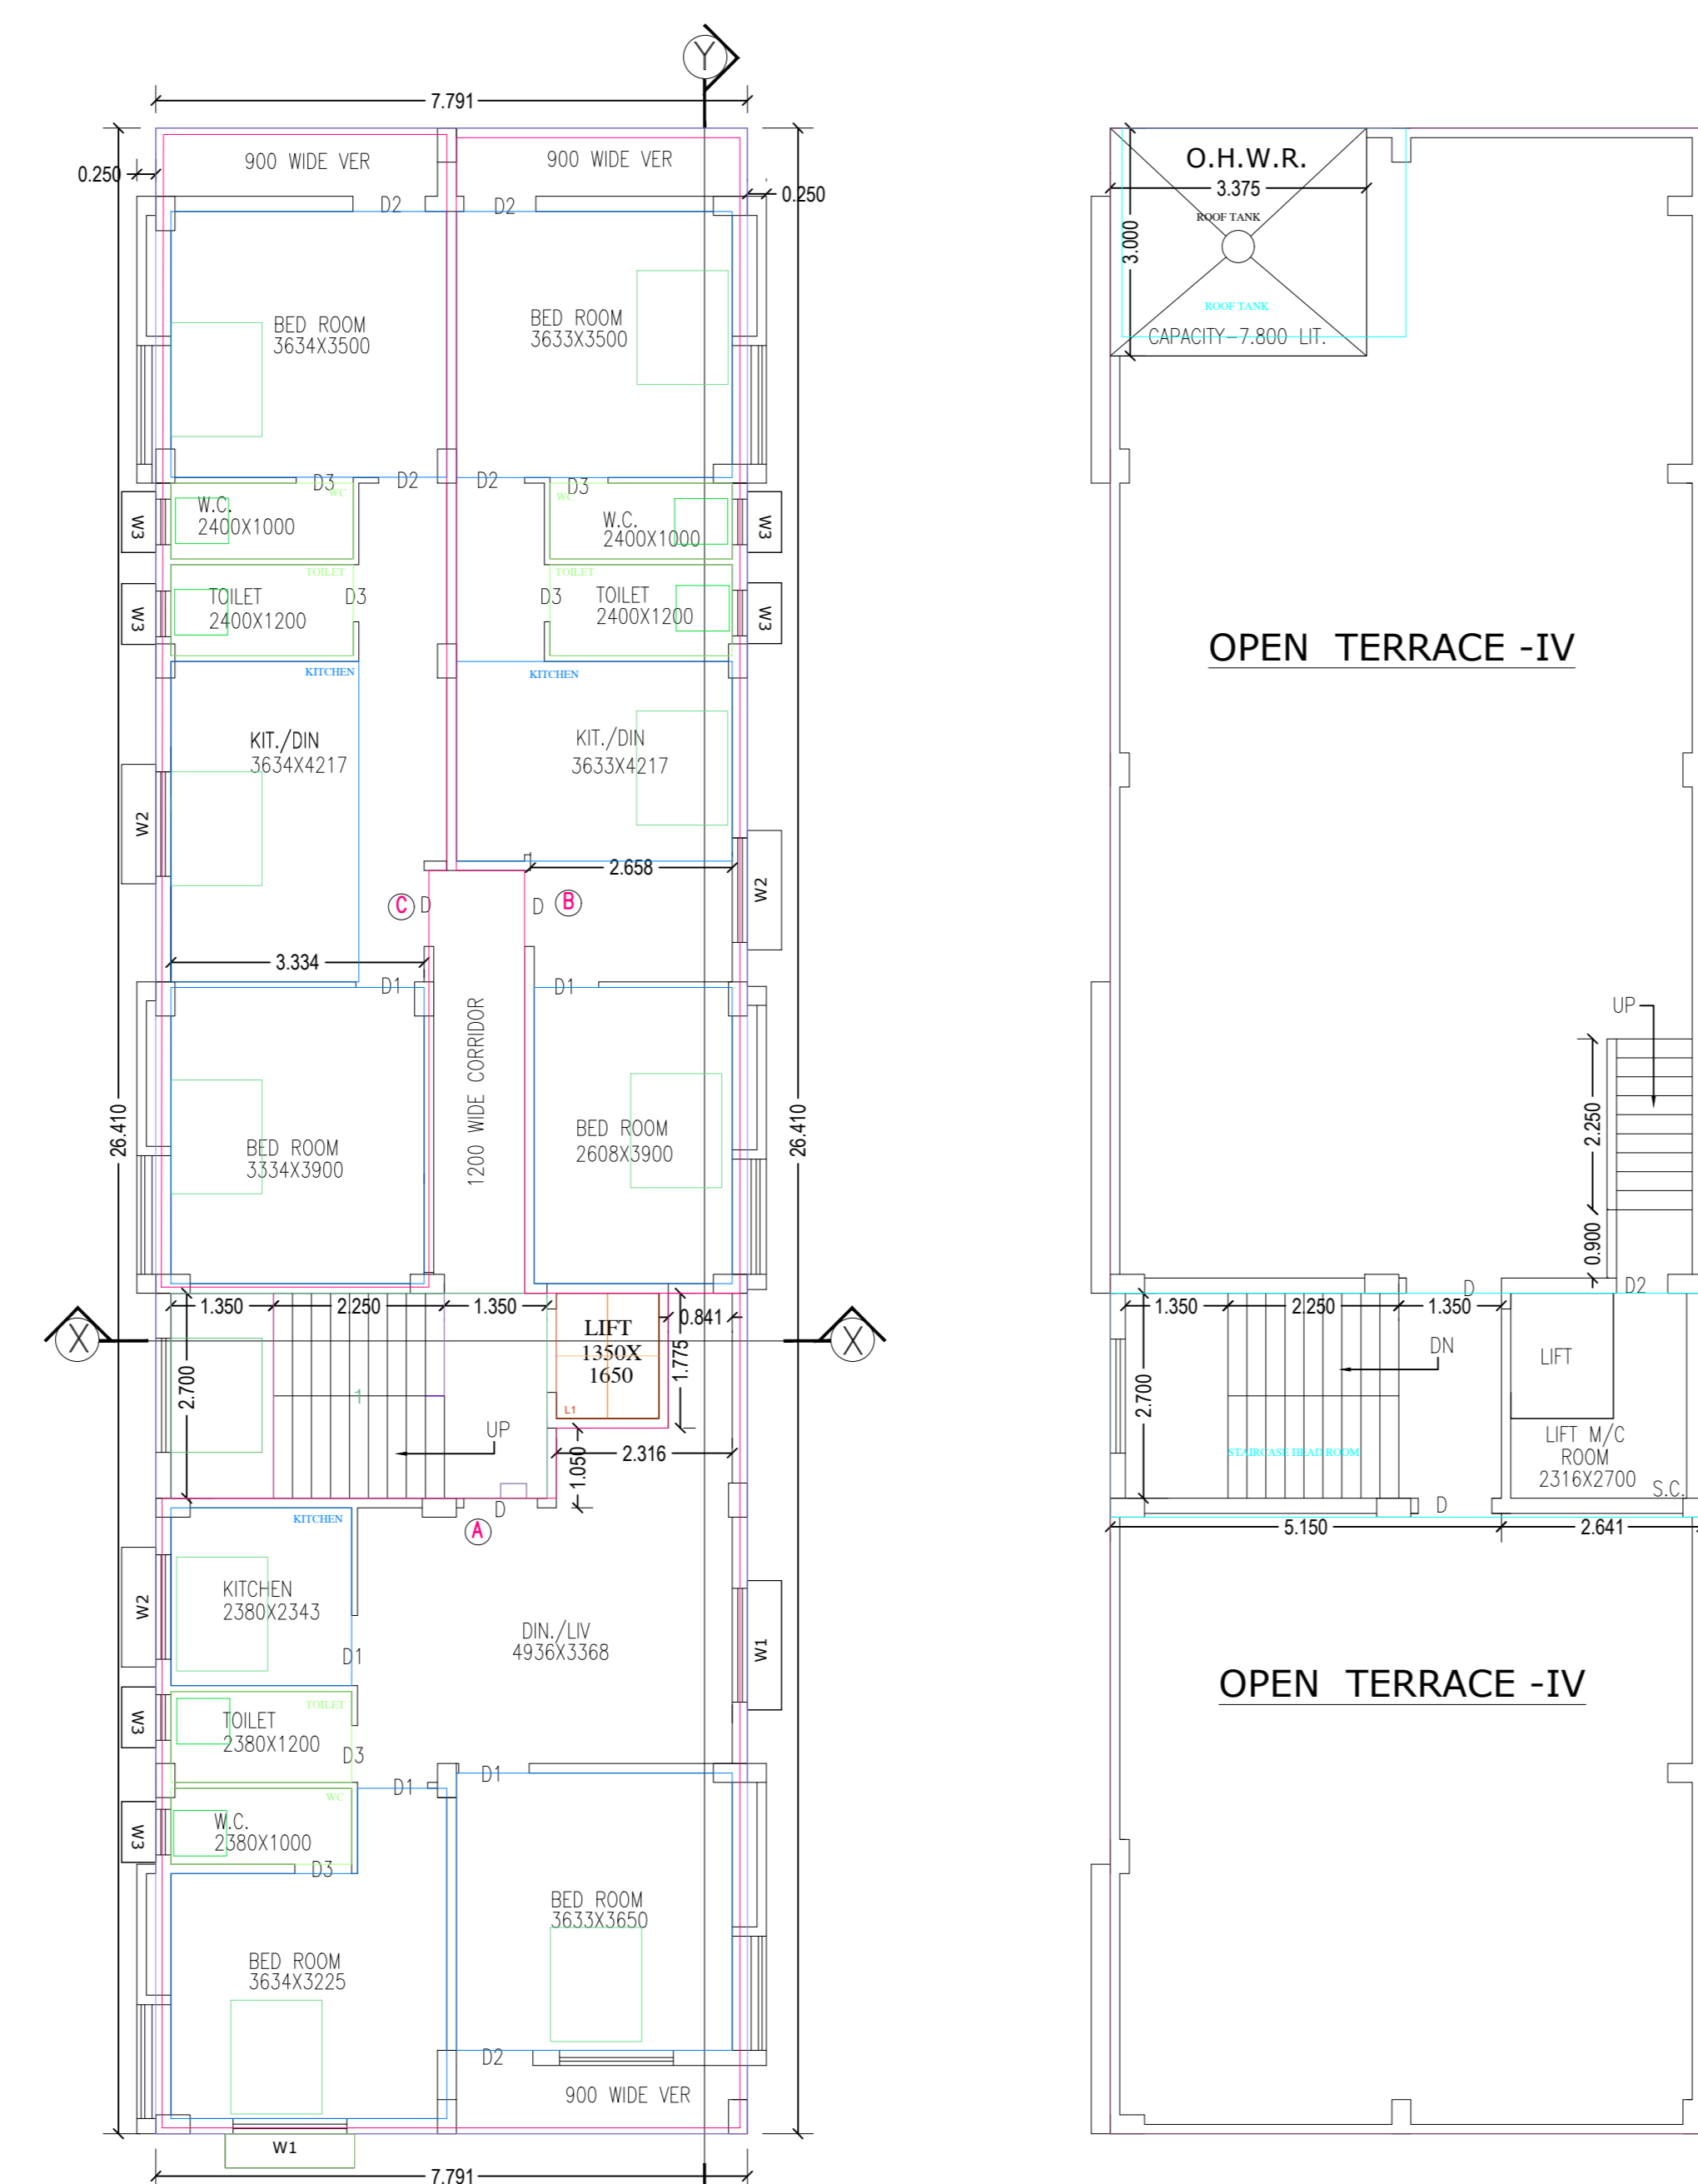 Y
7.791
900 WIDE VER
900 WIDE VER
0.250
0.250
D2
D2
BED ROOM
3634X3500
BED ROOM
3633X3500
D3
D2
D2
D3
WC
WC
W.C.
2400X1000
W.C.
2400X1000
W3
W3
TOILET
TOILET
TOILET
2400X1200
D3
D3
TOILET
2400X1200
W3
W3
KITCHEN
KITCHEN
KIT./DIN
3634X4217
KIT./DIN
3633X4217
W2
2.658
W2
C
D
D
B
3.334
D1
D1
1200 WIDE CORRIDOR
26.410
26.410
BED ROOM
3334X3900
BED ROOM
2608X3900
1.350
2.250
1.350
0.841
X
X
LIFT
1350X
1650
L1
1.775
2.700
1
UP
1.050
2.316
D
A
KITCHEN
KITCHEN
2380X2343
W2
D1
DIN./LIV
4936X3368
W1
TOILET
TOILET
2380X1200
W3
D3
D1
D1
WC
W.C.
2380X1000
W3
D3
BED ROOM
3633X3650
BED ROOM
3634X3225
D2
900 WIDE VER
W1
7.791
O.H.W.R.
3.375
ROOF TANK
3.000
ROOF TANK
CAPACITY-7.800 LIT.
OPEN TERRACE -IV
UP
2.250
0.900
D
D2
1.350
2.250
1.350
DN
LIFT
2.700
STAIRCASE HEAD ROOM
LIFT M/C
ROOM
2316X2700
S.C.
D
5.150
2.641
OPEN TERRACE -IV